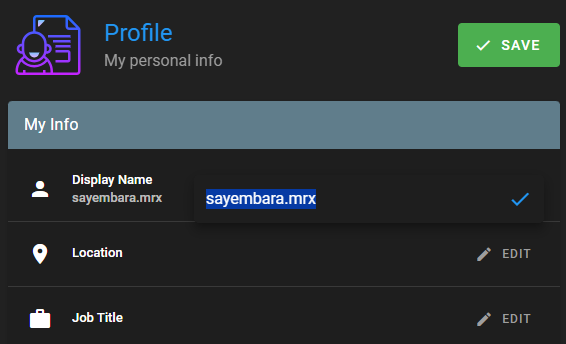 Profile
My personal info
SAVE
My Info
Display Name
sayembara.mrx
sayembara.mrx
Location
EDIT
Job Title
EDIT